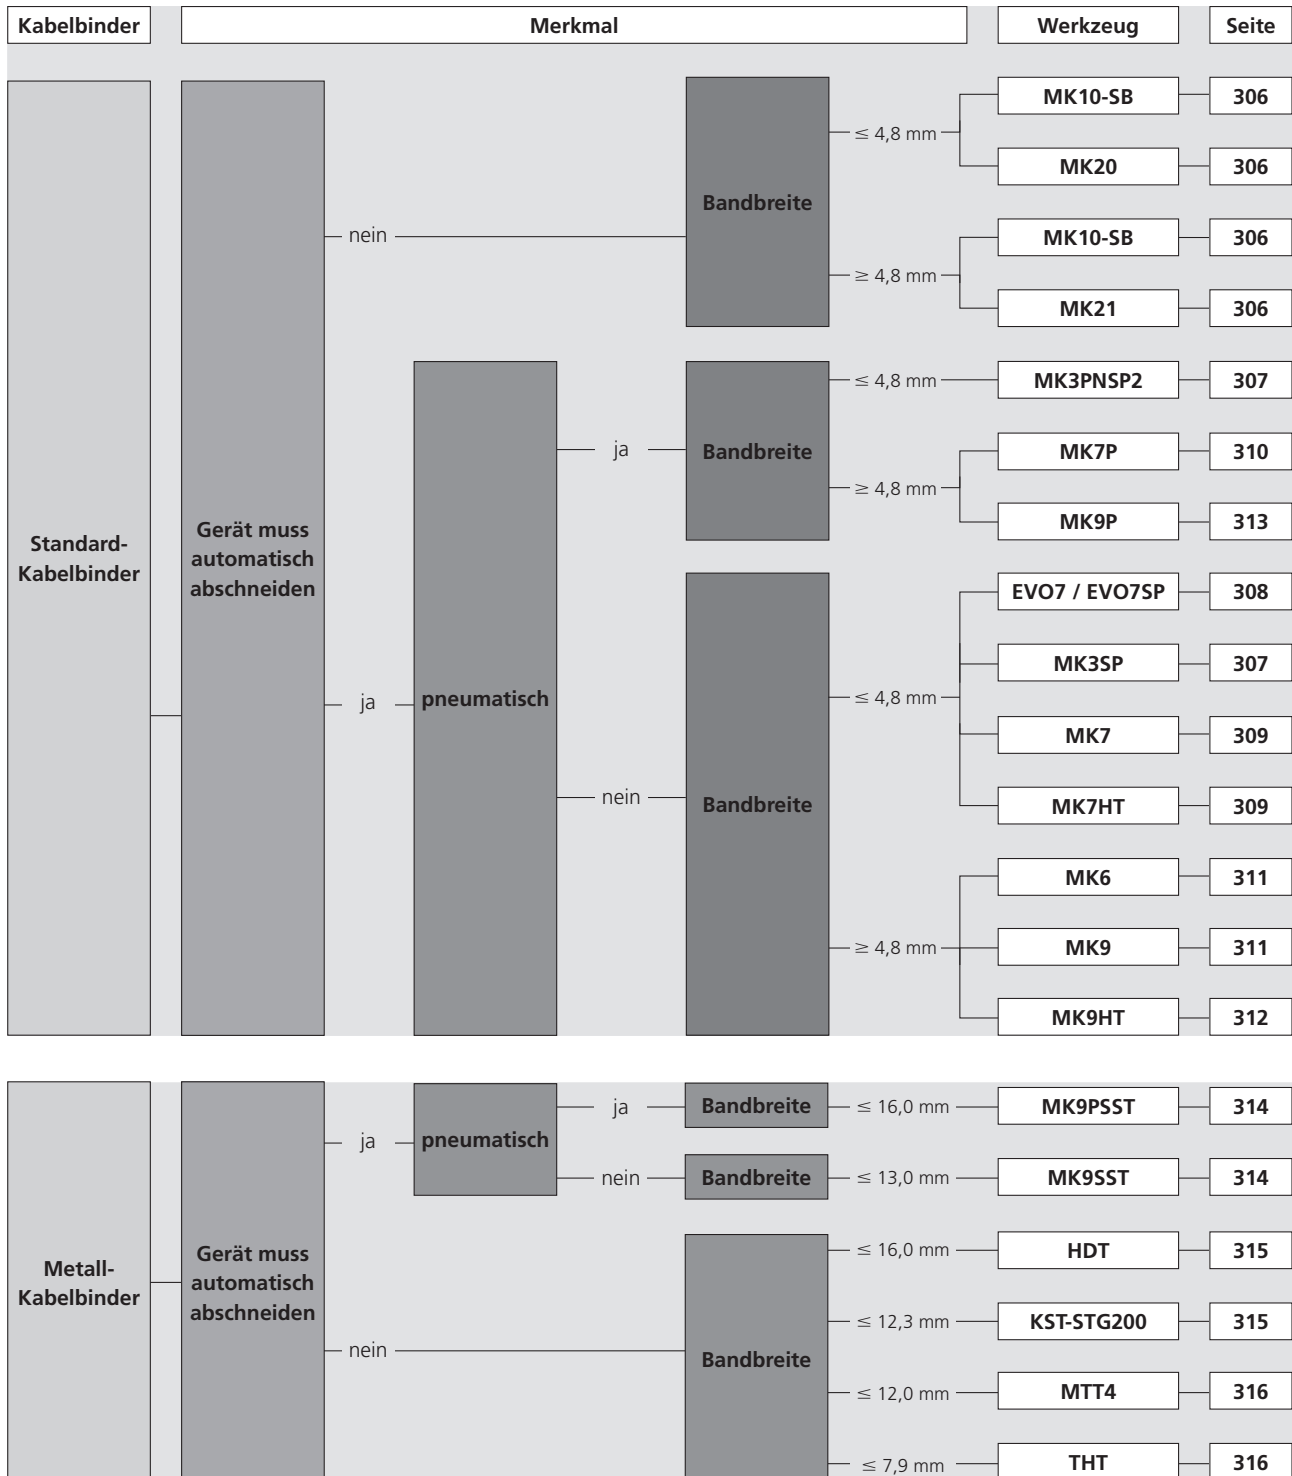 Kabelbinder
Merkmal
Werkzeug
Seite
Standard-
Kabelbinder
Gerät muss
automatisch
abschneiden
nein
Bandbreite
≤ 4,8 mm
MK10-SB
306
MK20
306
≥ 4,8 mm
MK10-SB
306
MK21
306
ja
pneumatisch
ja
Bandbreite
≤ 4,8 mm
MK3PNSP2
307
≥ 4,8 mm
MK7P
310
MK9P
313
nein
Bandbreite
≤ 4,8 mm
EVO7 / EVO7SP
308
MK3SP
307
MK7
309
MK7HT
309
≥ 4,8 mm
MK6
311
MK9
311
MK9HT
312
Metall-
Kabelbinder
Gerät muss
automatisch
abschneiden
ja
pneumatisch
ja
Bandbreite
≤ 16,0 mm
MK9PSST
314
nein
Bandbreite
≤ 13,0 mm
MK9SST
314
nein
Bandbreite
≤ 16,0 mm
HDT
315
≤ 12,3 mm
KST-STG200
315
≤ 12,0 mm
MTT4
316
≤ 7,9 mm
THT
316